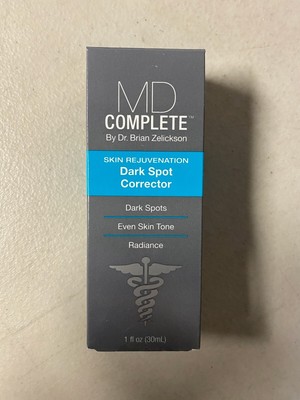 MD
COMPLETE™
By Dr. Brian Zelickson
SKIN REJUVENATION
Dark Spot
Corrector
Dark Spots
Even Skin Tone
Radiance
1 fl oz (30mL)